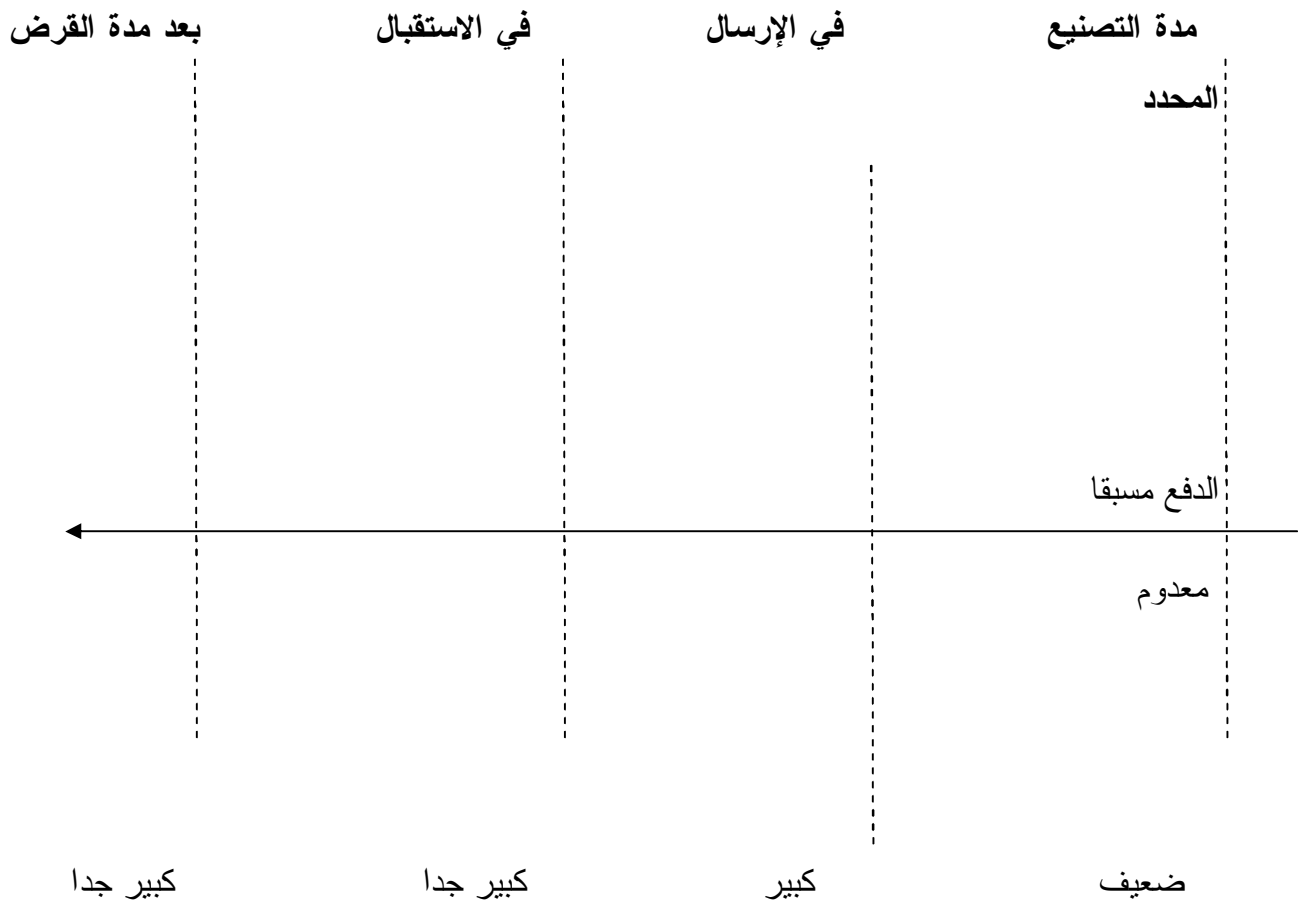 مدة التصنيع
في الإرسال
في الاستقبال
بعد مدة القرض
المحدد
الدفع مسبقا
معدوم
ضعيف
كبير
كبير جدا
كبير جدا